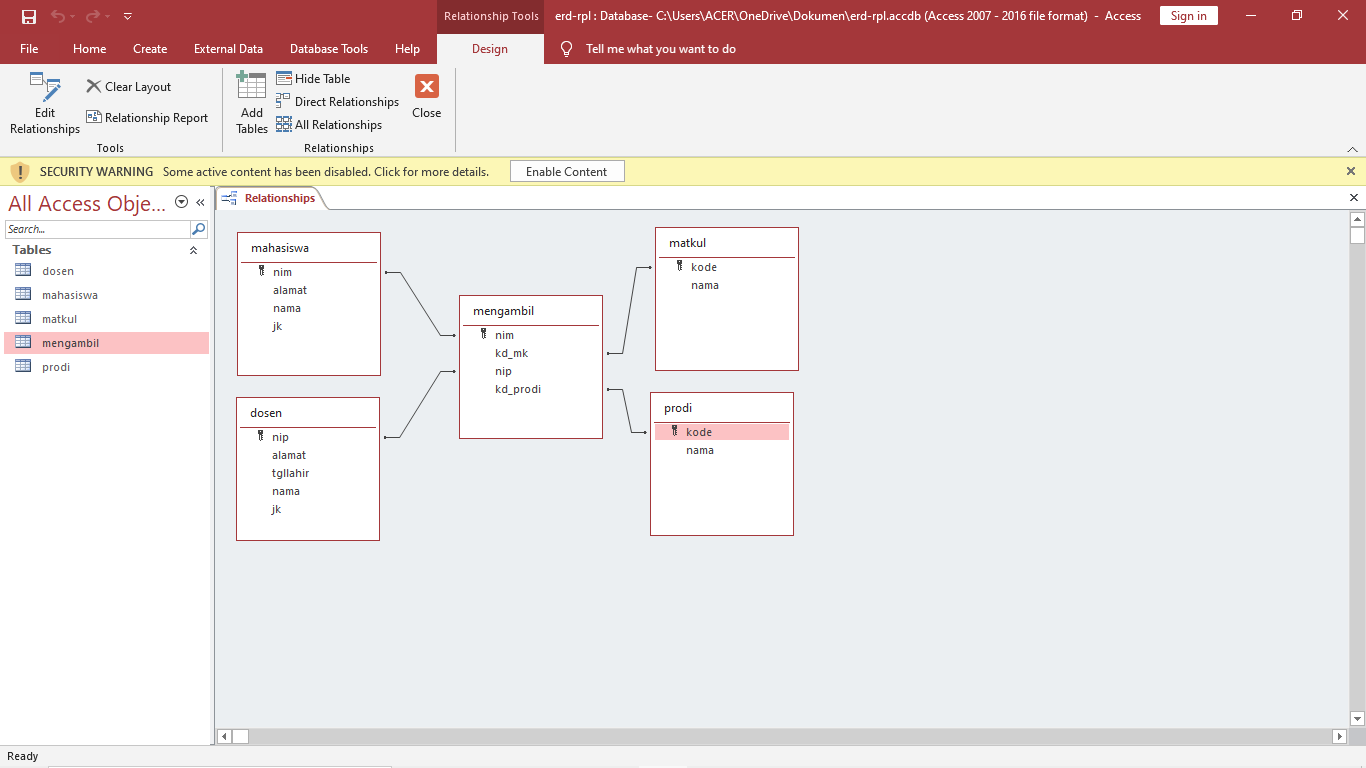 Relationship Tools
erd-rpl : Database- C:\Users\ACER\OneDrive\Dokumen\erd-rpl.accdb (Access 2007 - 2016 file format) - Access
Sign in
File Home Create External Data Database Tools Help Design Tell me what you want to do
Edit Relationships
Clear Layout
Relationship Report
Tools
Add Tables
Hide Table
Direct Relationships
All Relationships
Close
Relationships
SECURITY WARNING Some active content has been disabled. Click for more details. Enable Content
All Access Obje...
Search...
Tables
dosen
mahasiswa
matkul
mengambil
prodi
Relationships
mahasiswa
nim
alamat
nama
jk
dosen
nip
alamat
tgllahir
nama
jk
mengambil
nim
kd_mk
nip
kd_prodi
matkul
kode
nama
prodi
kode
nama
Ready